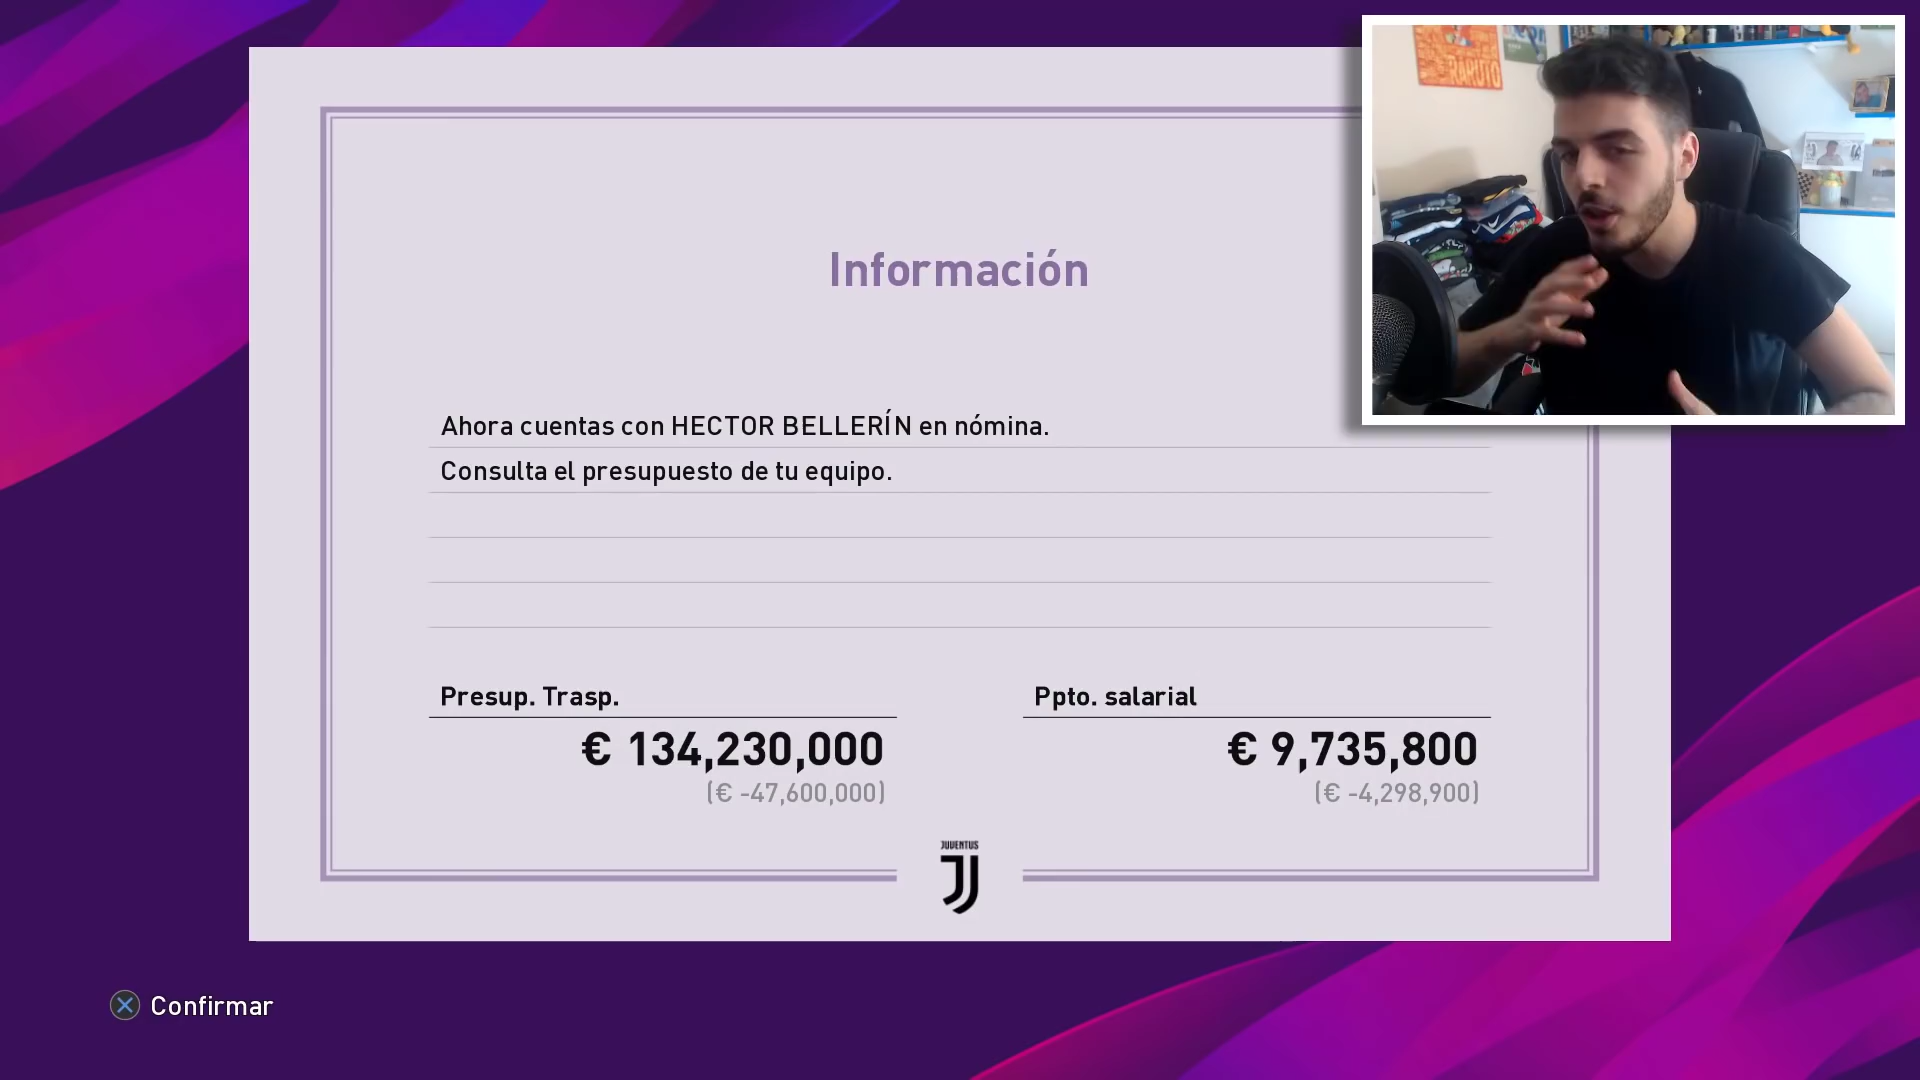 Información
Ahora cuentas con HECTOR BELLERÍN en nómina.
Consulta el presupuesto de tu equipo.
Presup. Trasp.
€ 134,230,000
(€ -47,600,000)
Ppto. salarial
€ 9,735,800
(€ -4,298,900)
JUVENTUS
Confirmar